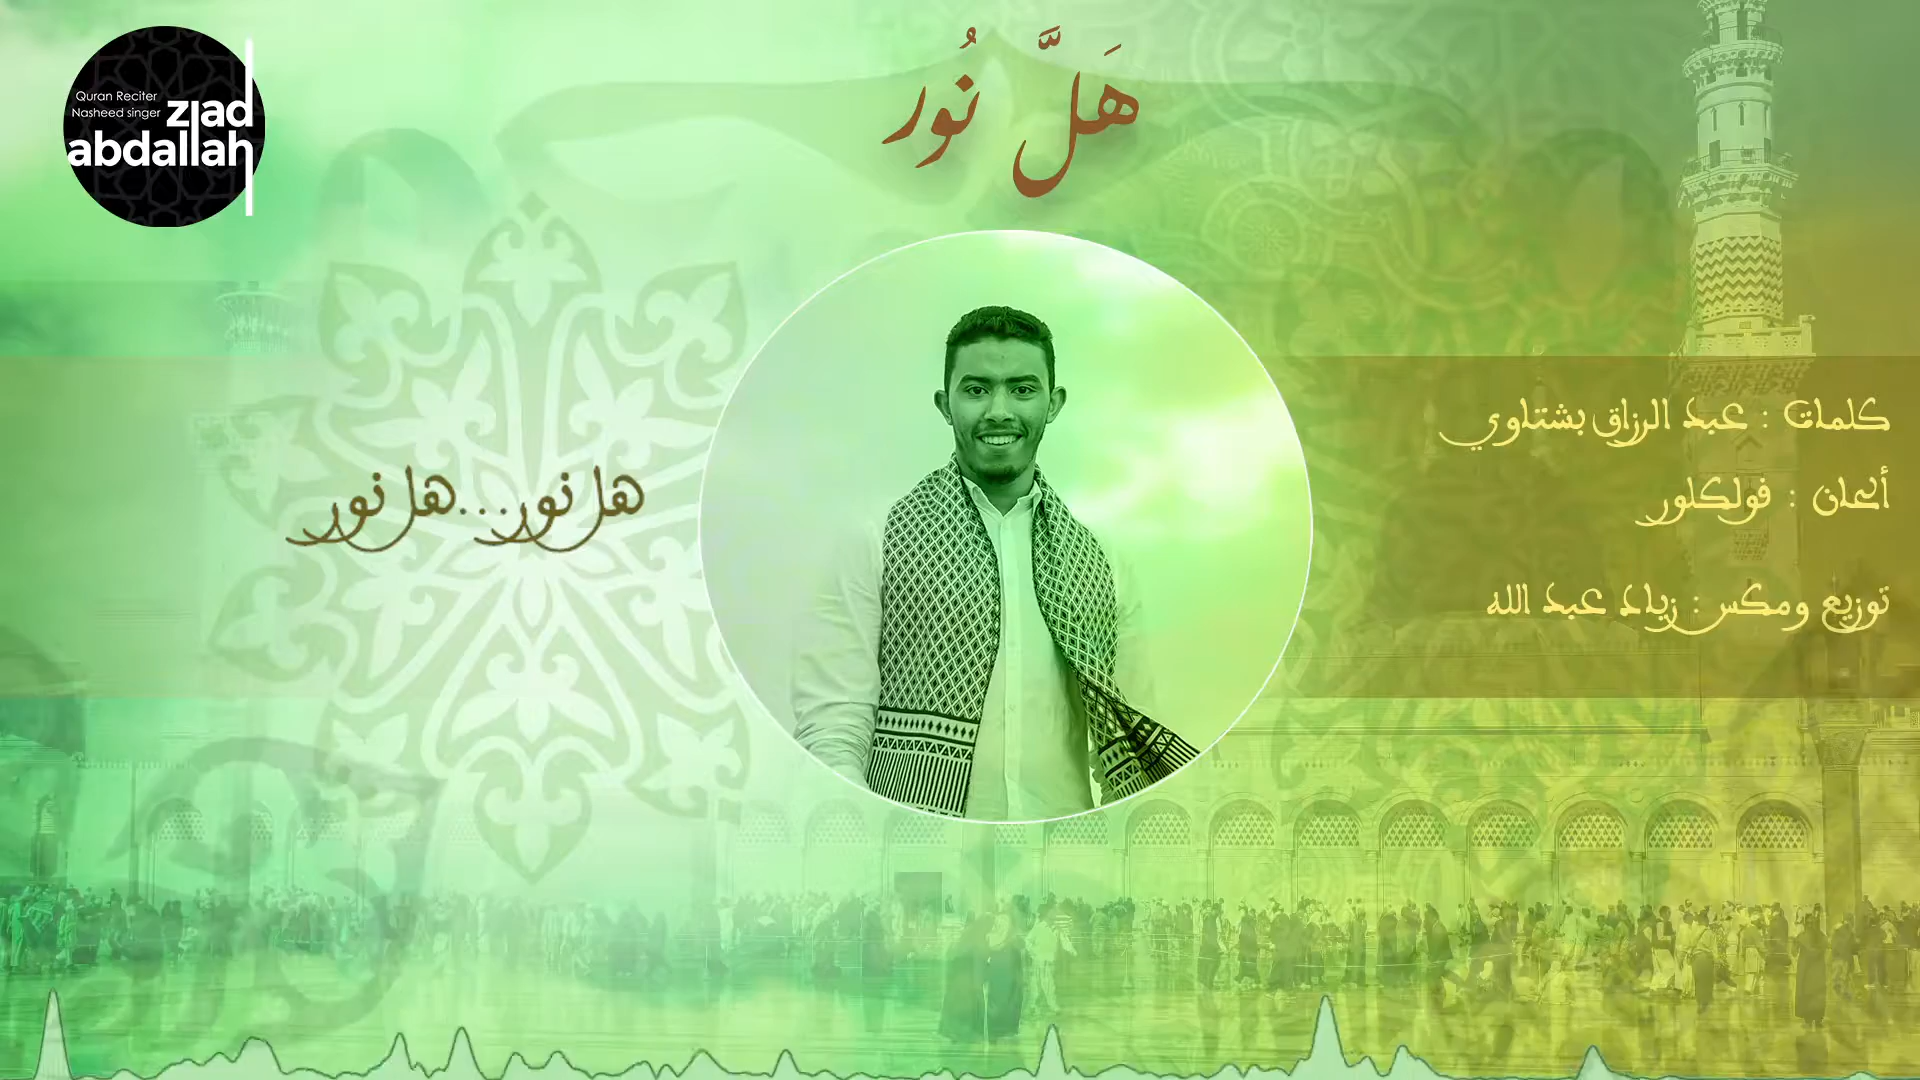 Quran Reciter
Nasheed singer
ziad
abdallah
هَلَّ نُور
هل نور...هل نور
كلمات : عبد الرزاق بشتاوي
ألحان : فولكلور
توزيع ومكس : زياد عبد الله